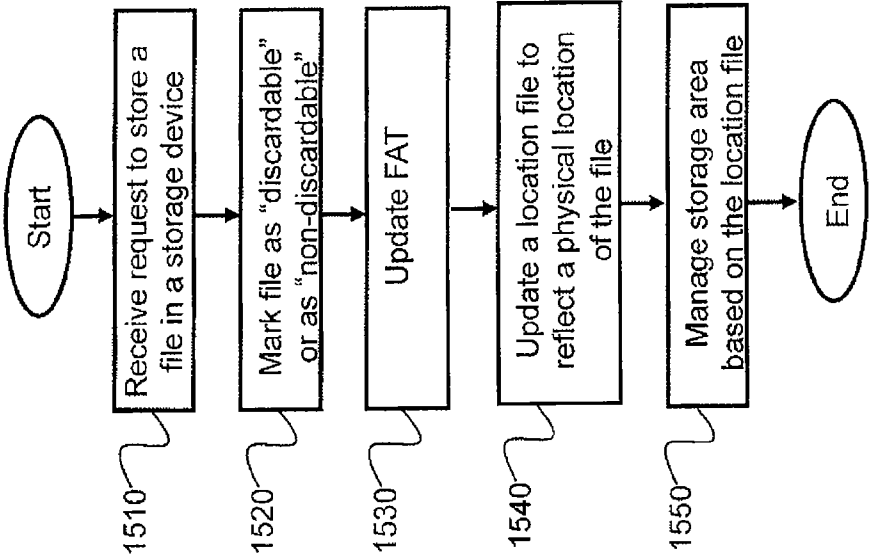 Start
1510
Receive request to store a
file in a storage device
1520
Mark file as “discardable”
or as “non-discardable”
1530
Update FAT
1540
Update a location file to
reflect a physical location
of the file
1550
Manage storage area
based on the location file
End